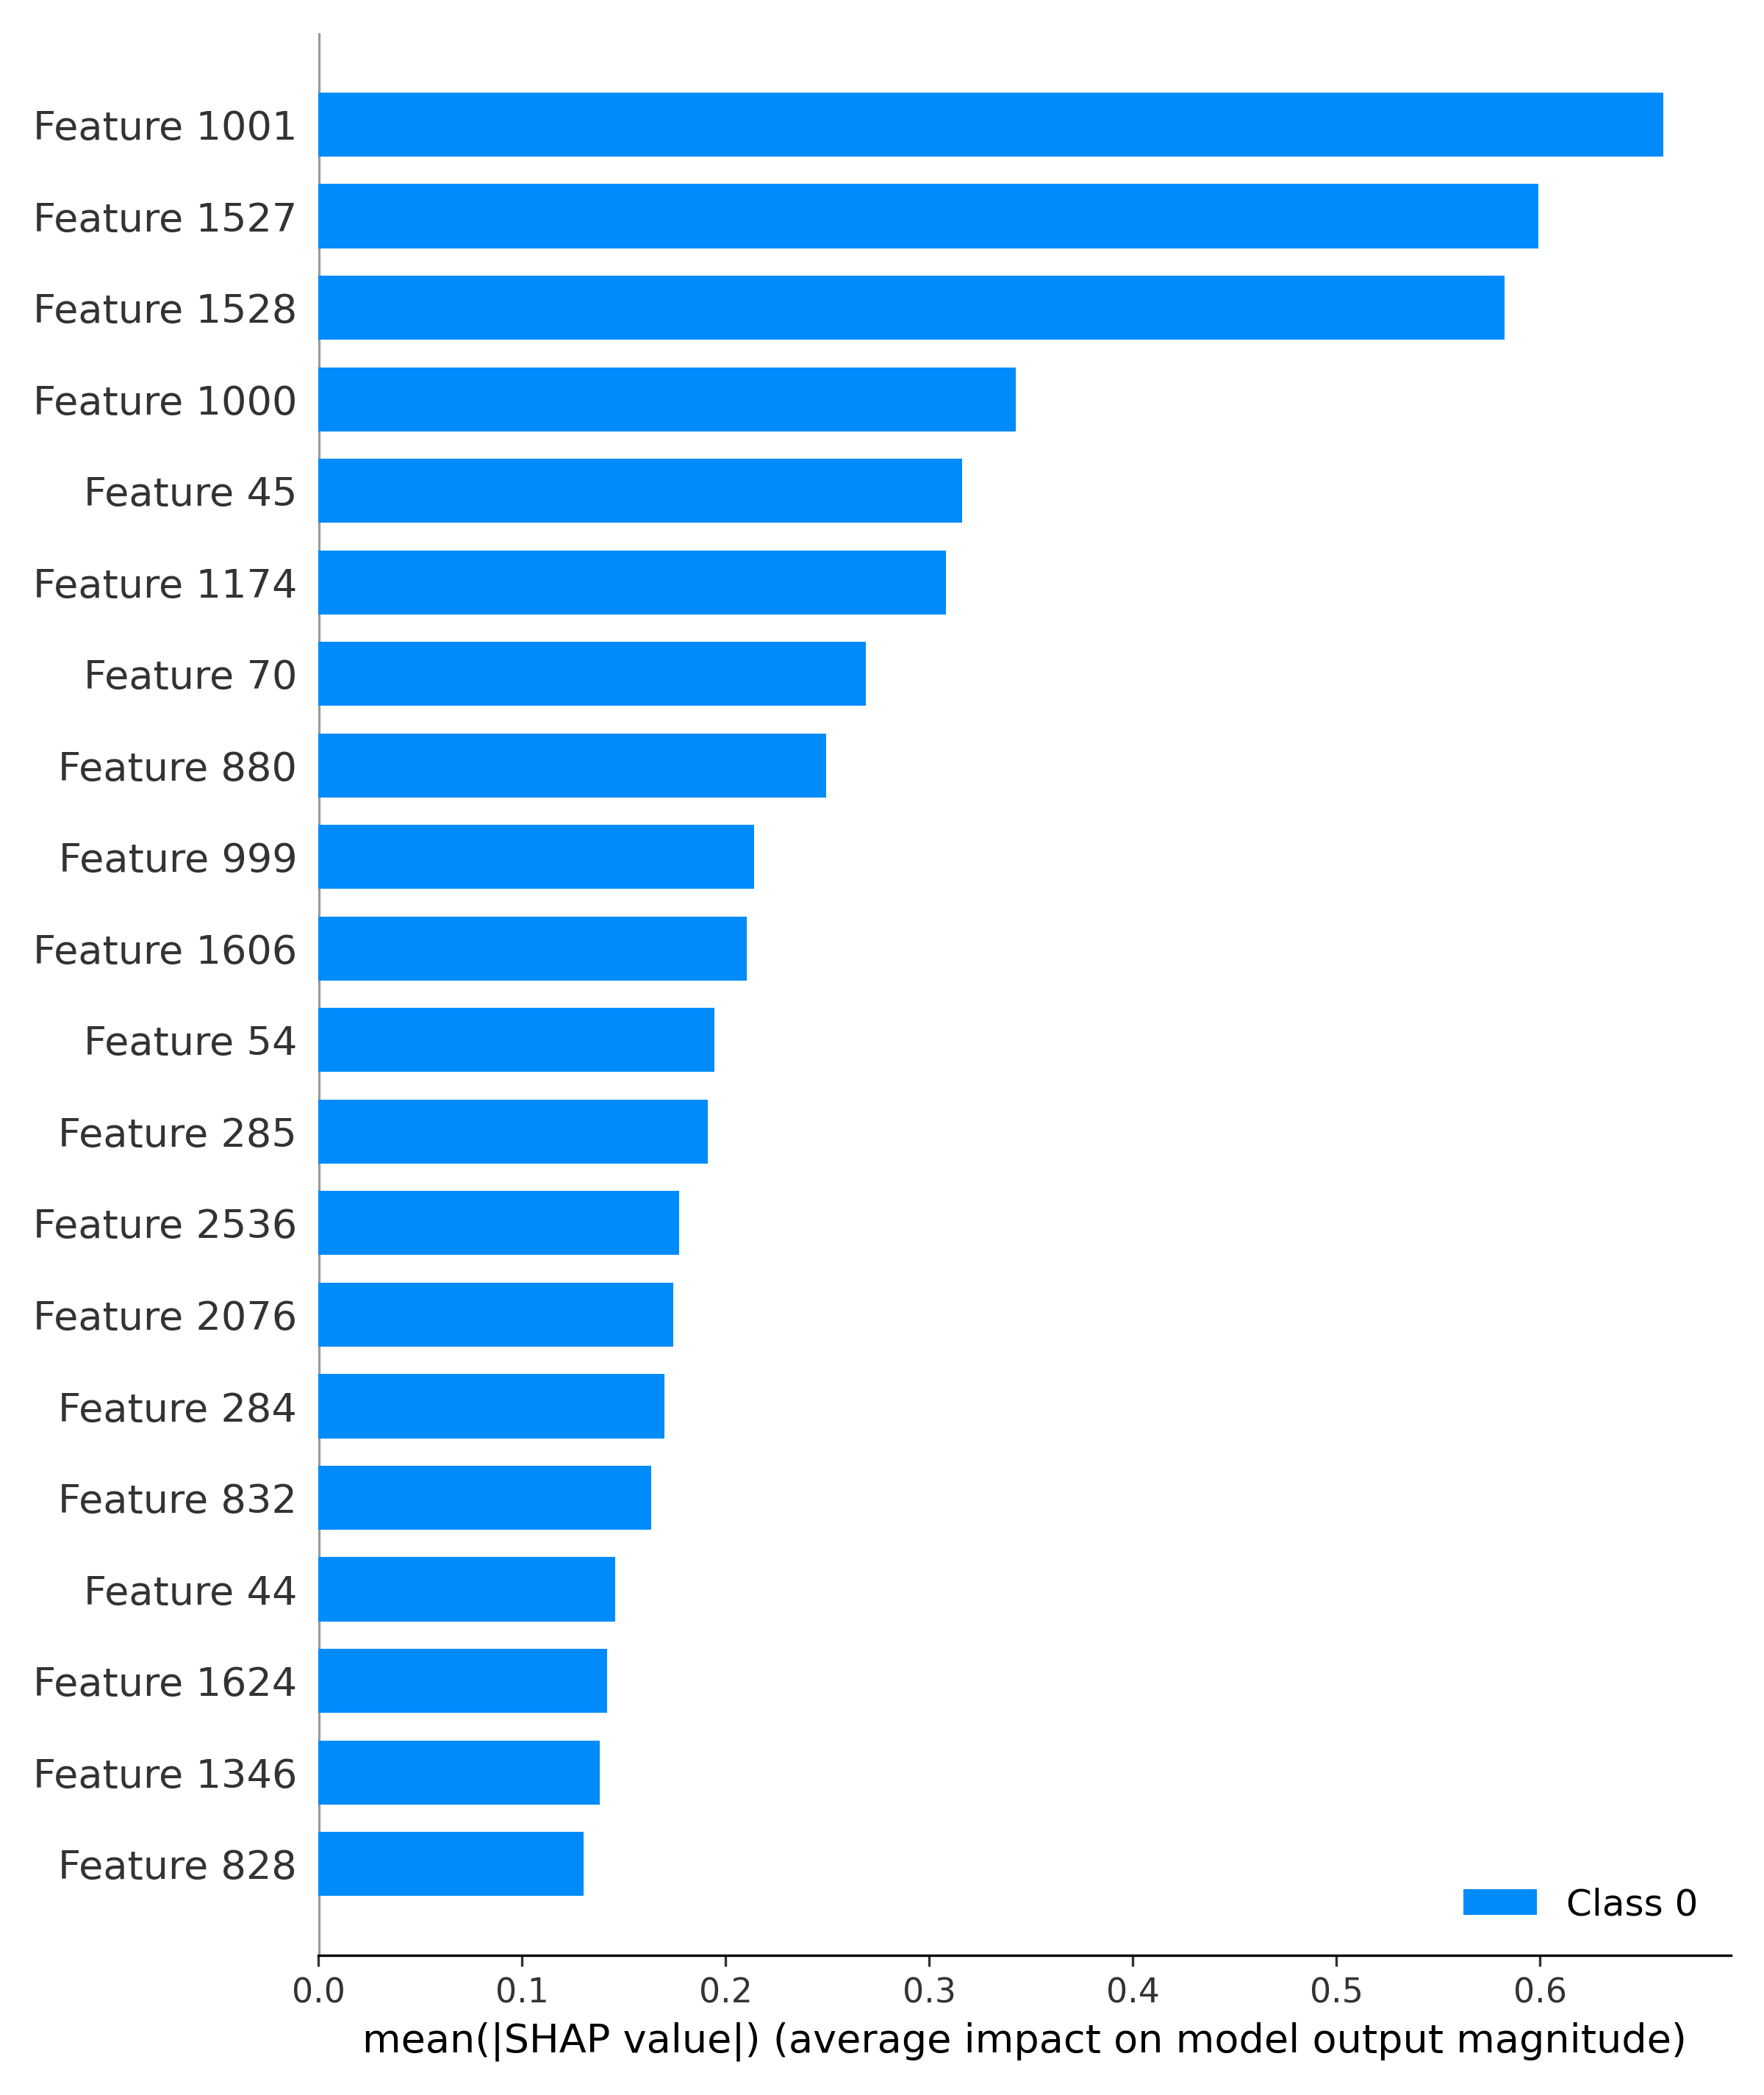 Feature 1001
Feature 1527
Feature 1528
Feature 1000
Feature 45
Feature 1174
Feature 70
Feature 880
Feature 999
Feature 1606
Feature 54
Feature 285
Feature 2536
Feature 2076
Feature 284
Feature 832
Feature 44
Feature 1624
Feature 1346
Feature 828
Class 0
0.0 0.1 0.2 0.3 0.4 0.5 0.6
mean(|SHAP value|) (average impact on model output magnitude)